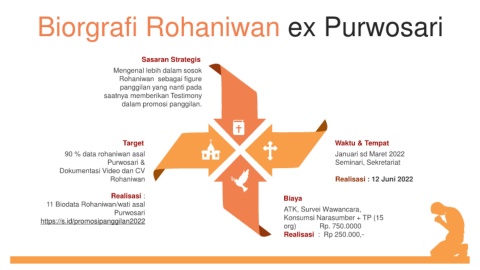 Biorgrafi Rohaniwan ex Purwosari
Sasaran Strategis
Mengenal lebih dalam sosok
Rohaniwan sebagai figure
panggilan yang nanti pada
saatnya memberikan Testimony
dalam promosi panggilan.
Target
90 % data rohaniwan asal
Purwosari &
Dokumentasi Video dan CV
Rohaniwan
Realisasi :
11 Biodata Rohaniwan/wati asal
Purwosari
https://s.id/promosipanggilan2022
Waktu & Tempat
Januari sd Maret 2022
Seminari, Sekretariat
Realisasi : 12 Juni 2022
Biaya
ATK, Survei Wawancara,
Konsumsi Narasumber + TP (15
org) Rp. 750.0000
Realisasi : Rp 250.000,-